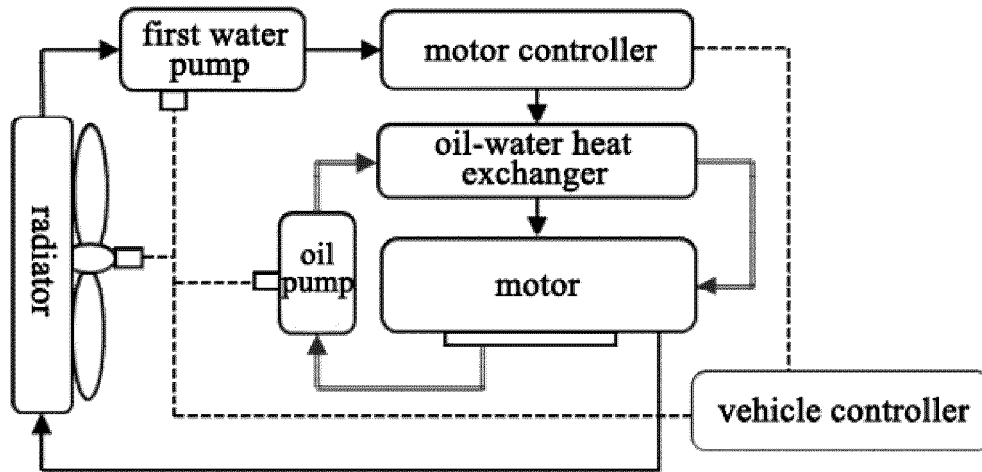 first water
pump
motor controller
oil-water heat
exchanger
radiator
oil
pump
motor
vehicle controller